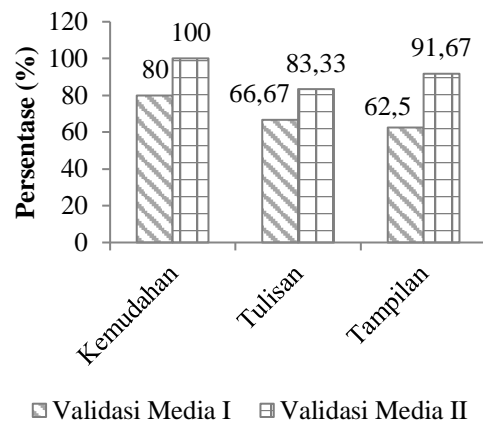 Persentase (%)
120
100
80
60
40
20
0
80
100
66,67
83,33
62,5
91,67
Kemudahan
Tulisan
Tampilan
Validasi Media I
Validasi Media II